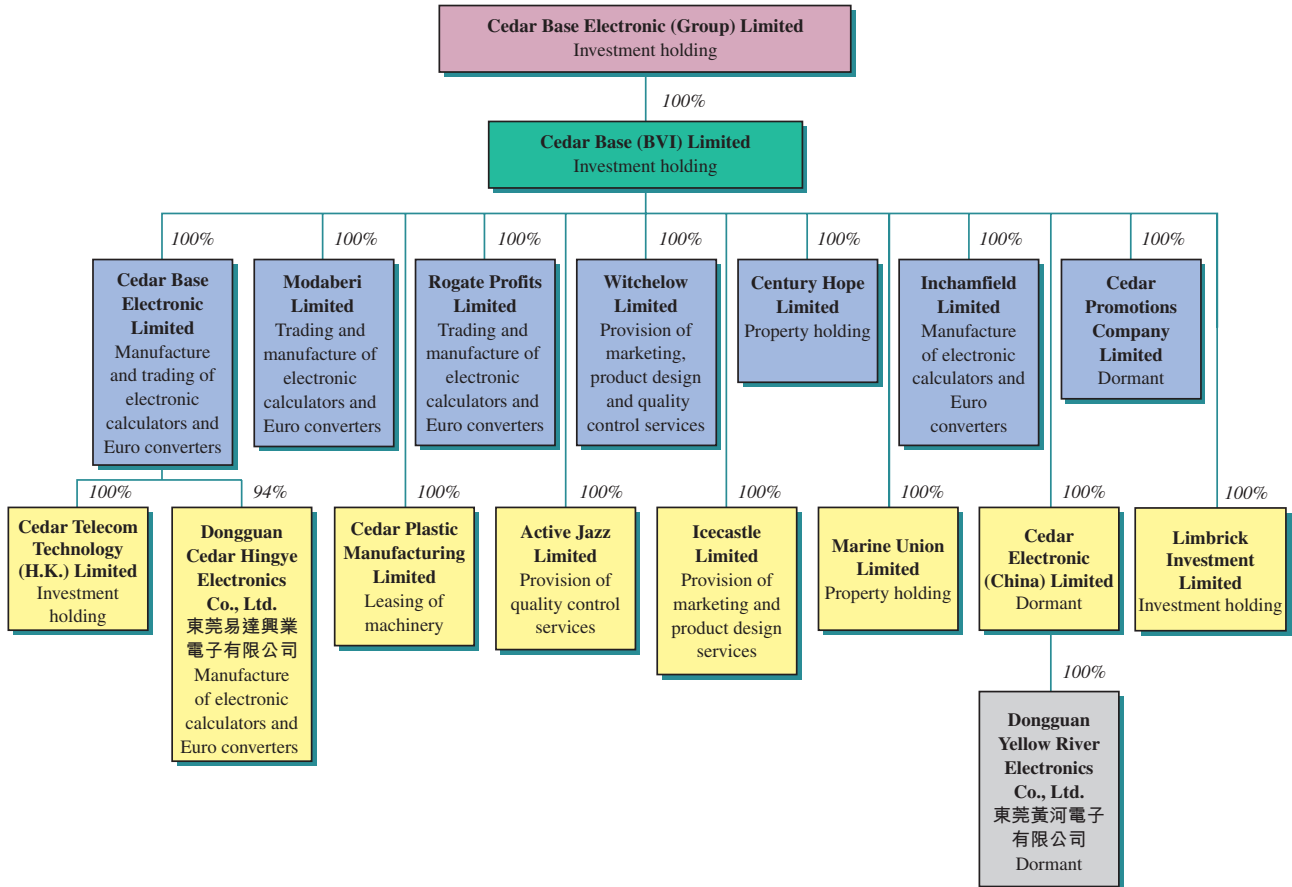 Cedar Base Electronic (Group) Limited
Investment holding
100%
Cedar Base (BVI) Limited
Investment holding
100%
Cedar Base
Electronic
Limited
Manufacture
and trading of
electronic
calculators and
Euro converters
100%
Modaberi
Limited
Trading and
manufacture of
electronic
calculators and
Euro converters
100%
Rogate Profits
Limited
Trading and
manufacture of
electronic
calculators and
Euro converters
100%
Witchelow
Limited
Provision of
marketing,
product design
and quality
control services
100%
Century Hope
Limited
Property holding
100%
Inchamfield
Limited
Manufacture
of electronic
calculators and
Euro
converters
100%
Cedar
Promotions
Company
Limited
Dormant
100%
Cedar Telecom
Technology
(H.K.) Limited
Investment
holding
94%
Dongguan
Cedar Hingye
Electronics
Co., Ltd.
東莞易達興業
電子有限公司
Manufacture
of electronic
calculators and
Euro converters
100%
Cedar Plastic
Manufacturing
Limited
Leasing of
machinery
100%
Active Jazz
Limited
Provision of
quality control
services
100%
Icecastle
Limited
Provision of
marketing and
product design
services
100%
Marine Union
Limited
Property holding
100%
Cedar
Electronic
(China) Limited
Dormant
100%
Limbrick
Investment
Limited
Investment holding
100%
Dongguan
Yellow River
Electronics
Co., Ltd.
東莞黃河電子
有限公司
Dormant